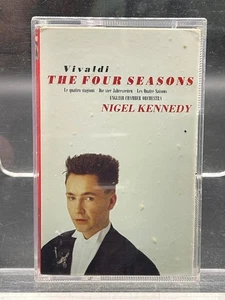 Vivaldi
THE FOUR SEASONS
Le quattro stagioni · Die vier Jahreszeiten · Les Quatre Saisons
ENGLISH CHAMBER ORCHESTRA
NIGEL KENNEDY